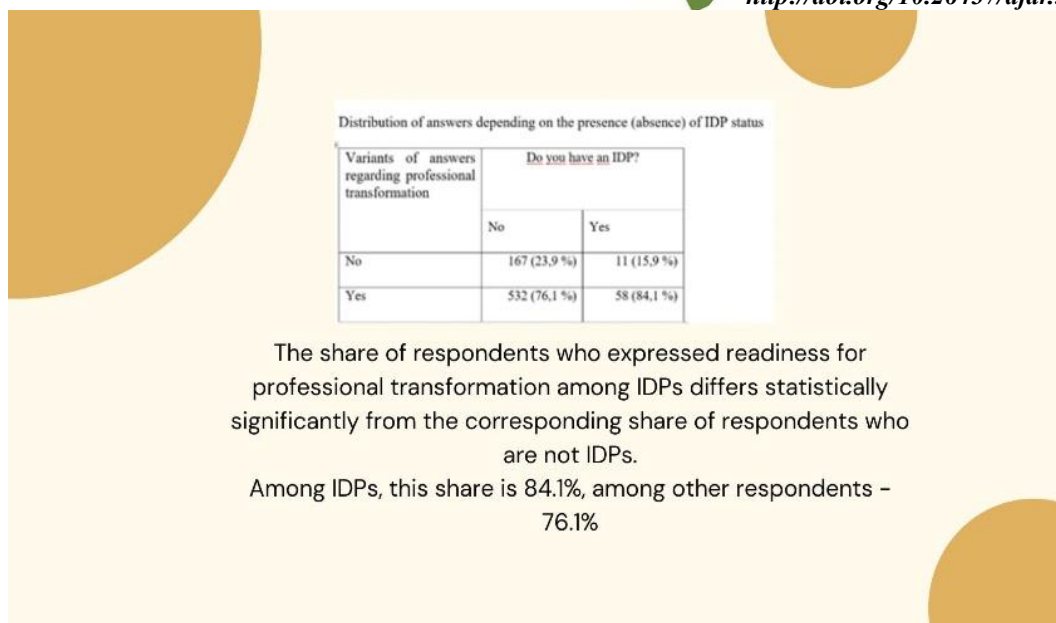 Distribution of answers depending on the presence (absence) of IDP status
Variants of answers
regarding professional
transformation
Do you have an IDP?
No Yes
No 167 (23,9 %) 11 (15,9 %)
Yes 532 (76,1 %) 58 (84,1 %)
The share of respondents who expressed readiness for
professional transformation among IDPs differs statistically
significantly from the corresponding share of respondents who
are not IDPs.
Among IDPs, this share is 84.1%, among other respondents –
76.1%